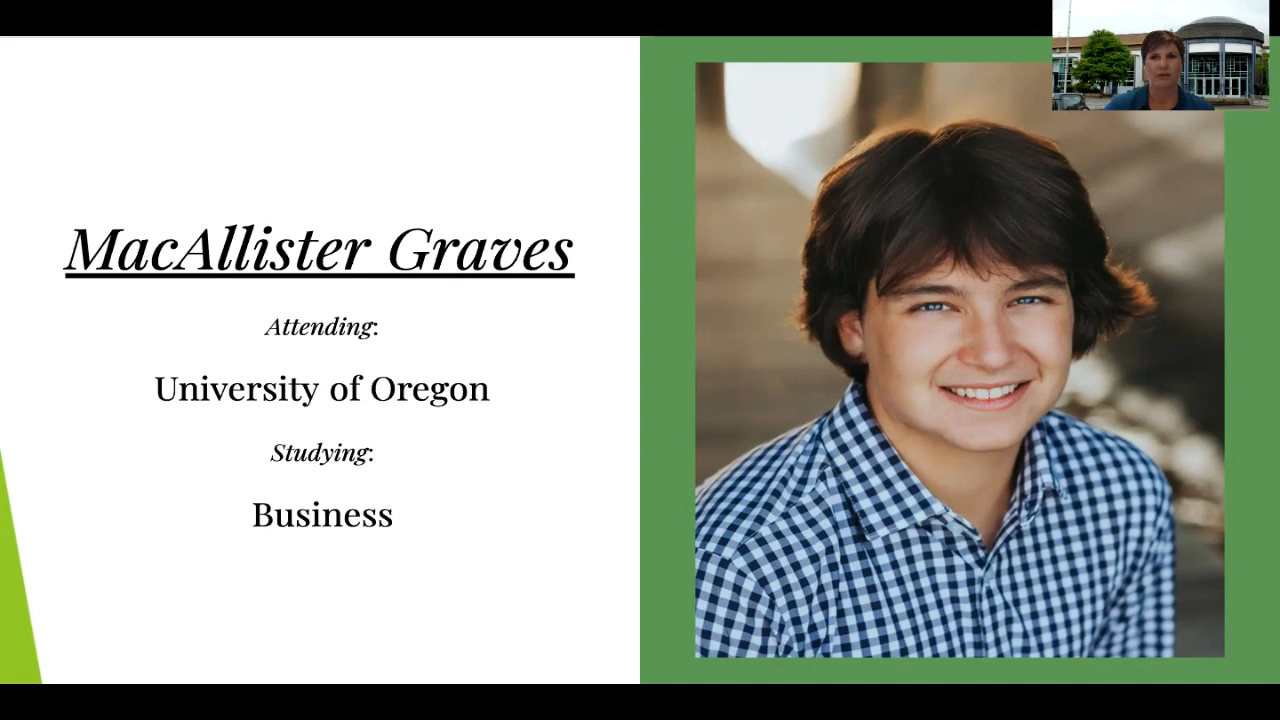 MacAllister Graves
Attending:
University of Oregon
Studying:
Business